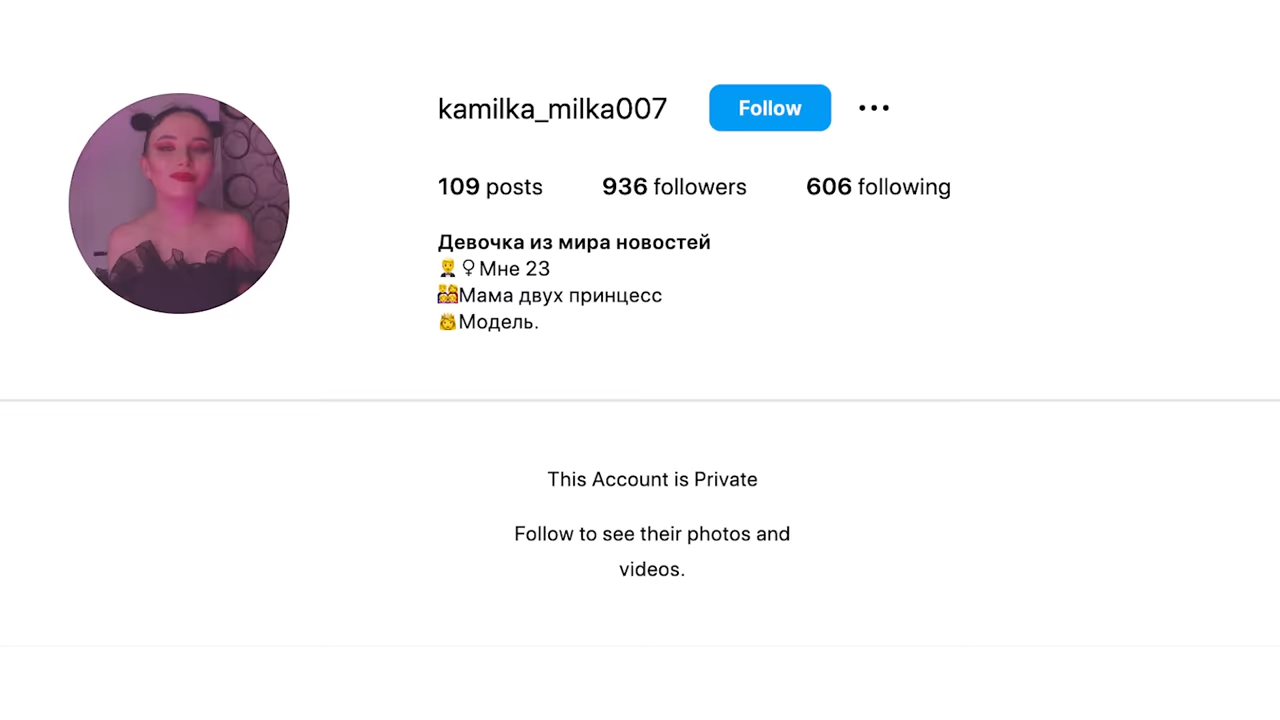 kamilka_milka007
Follow
109 posts
936 followers
606 following
Девочка из мира новостей
🤵♀Мне 23
👩‍👩‍👧‍👧Мама двух принцесс
👸Модель.
This Account is Private
Follow to see their photos and
videos.